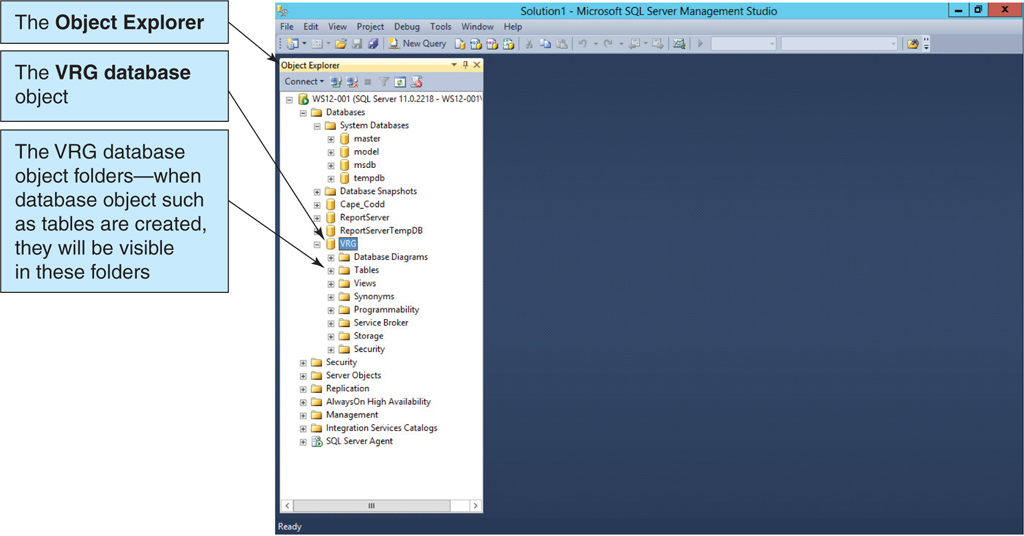 The Object Explorer
The VRG database
object
The VRG database
object folders—when
database object such
as tables are created,
they will be visible
in these folders
Solution1 - Microsoft SQL Server Management Studio
File Edit View Project Debug Tools Window Help
New Query
Object Explorer
Connect
WS12-001 (SQL Server 11.0.2218 - WS12-001\
Databases
System Databases
master
model
msdb
tempdb
Database Snapshots
Cape_Codd
ReportServer
ReportServerTempDB
VRG
Database Diagrams
Tables
Views
Synonyms
Programmability
Service Broker
Storage
Security
Security
Server Objects
Replication
AlwaysOn High Availability
Management
Integration Services Catalogs
SQL Server Agent
Ready